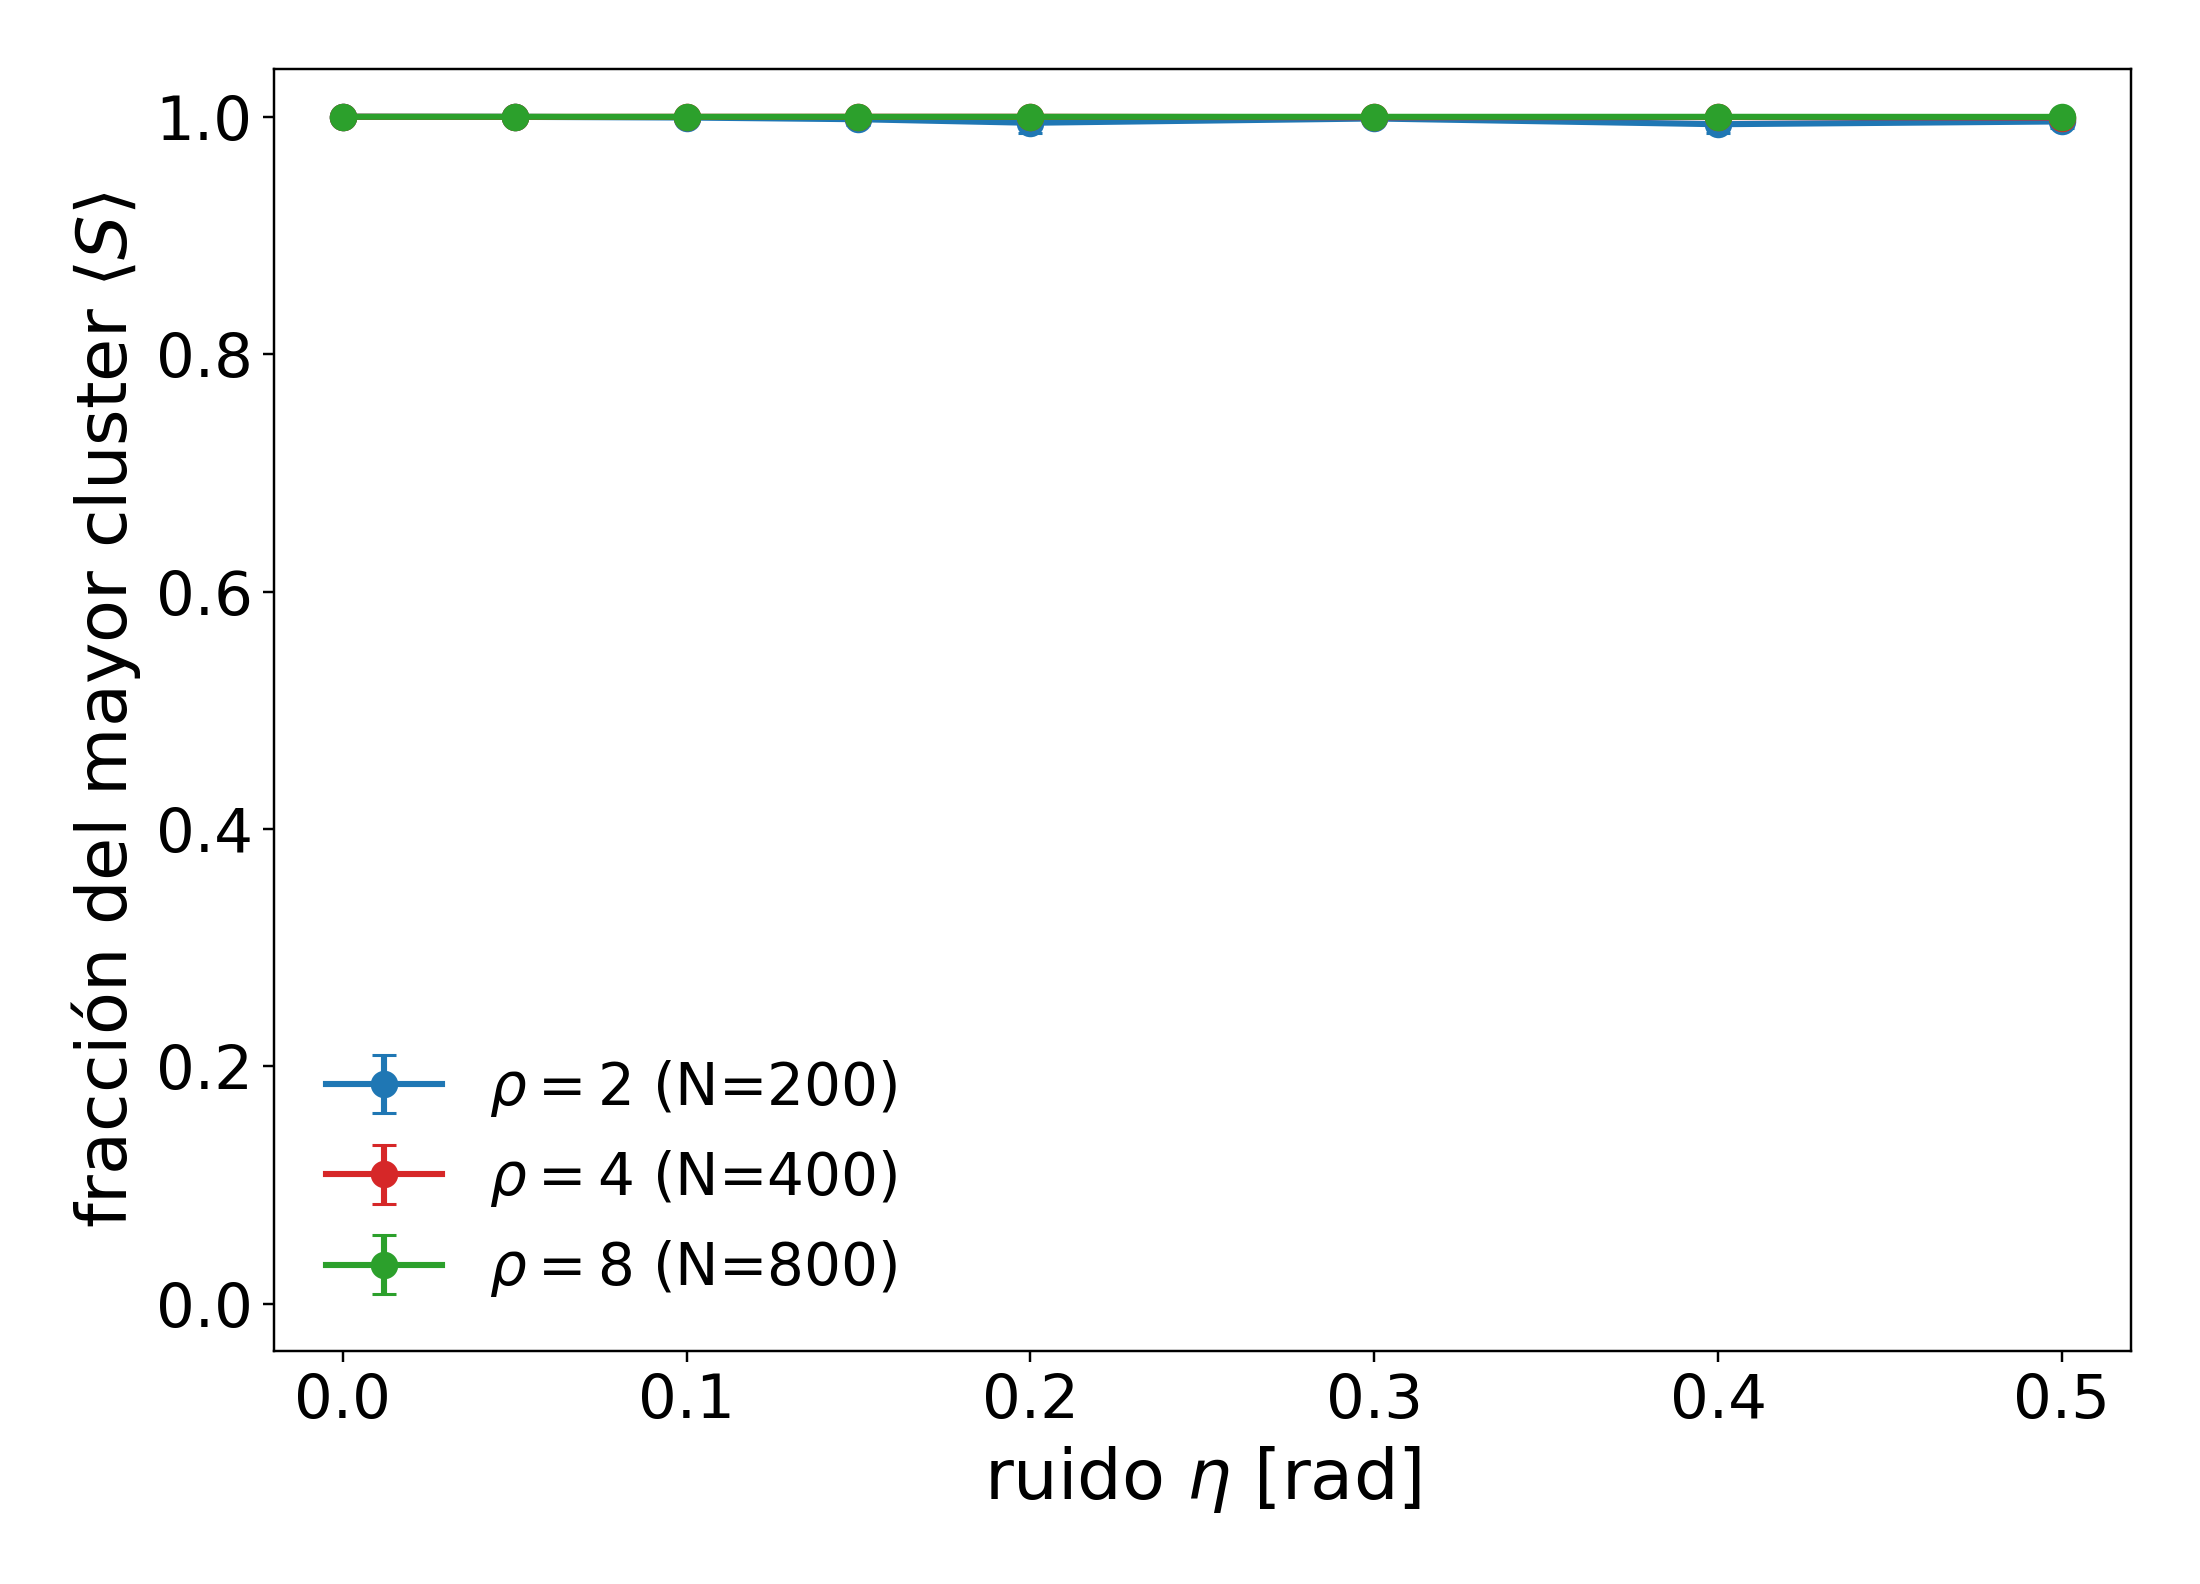 fracción del mayor cluster ⟨S⟩
1.0
0.8
0.6
0.4
0.2
0.0
ρ = 2 (N=200)
ρ = 4 (N=400)
ρ = 8 (N=800)
0.0 0.1 0.2 0.3 0.4 0.5
ruido η [rad]